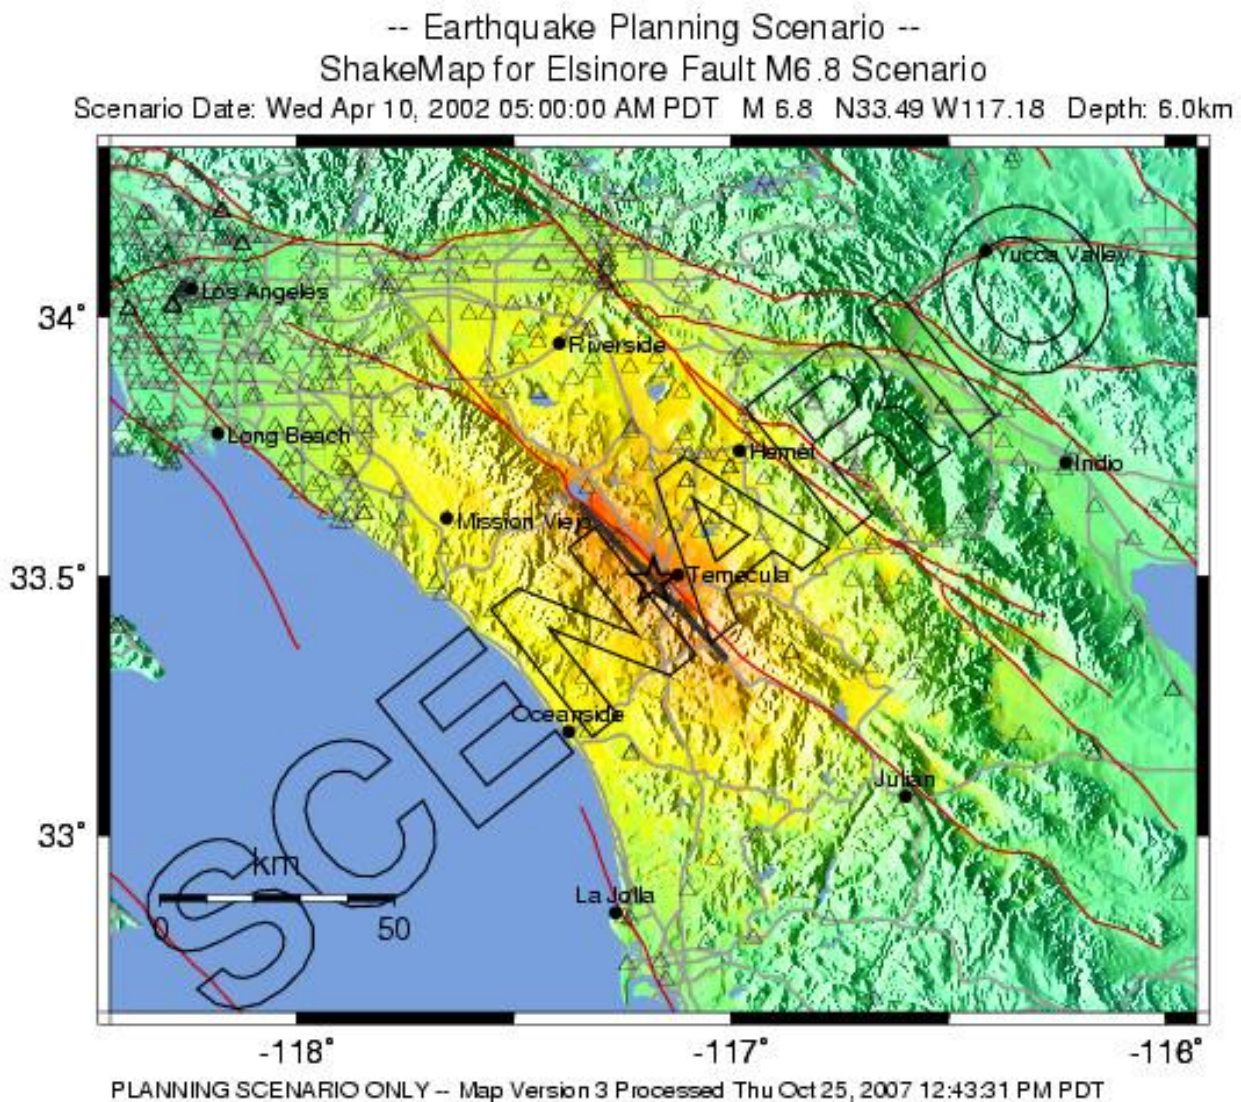 -- Earthquake Planning Scenario --
ShakeMap for Elsinore Fault M6.8 Scenario
Scenario Date: Wed Apr 10, 2002 05:00:00 AM PDT M 6.8 N33.49 W117.18 Depth: 6.0km
Yucca Valley
Los Angeles
34°
Riverside
Long Beach
Hemet
Indio
Mission Viejo
33.5°
Temecula
Oceanside
Julian
33°
km
0 50
La Jolla
SCENARIO
-118° -117° -116°
PLANNING SCENARIO ONLY -- Map Version 3 Processed Thu Oct 25, 2007 12:43:31 PM PDT